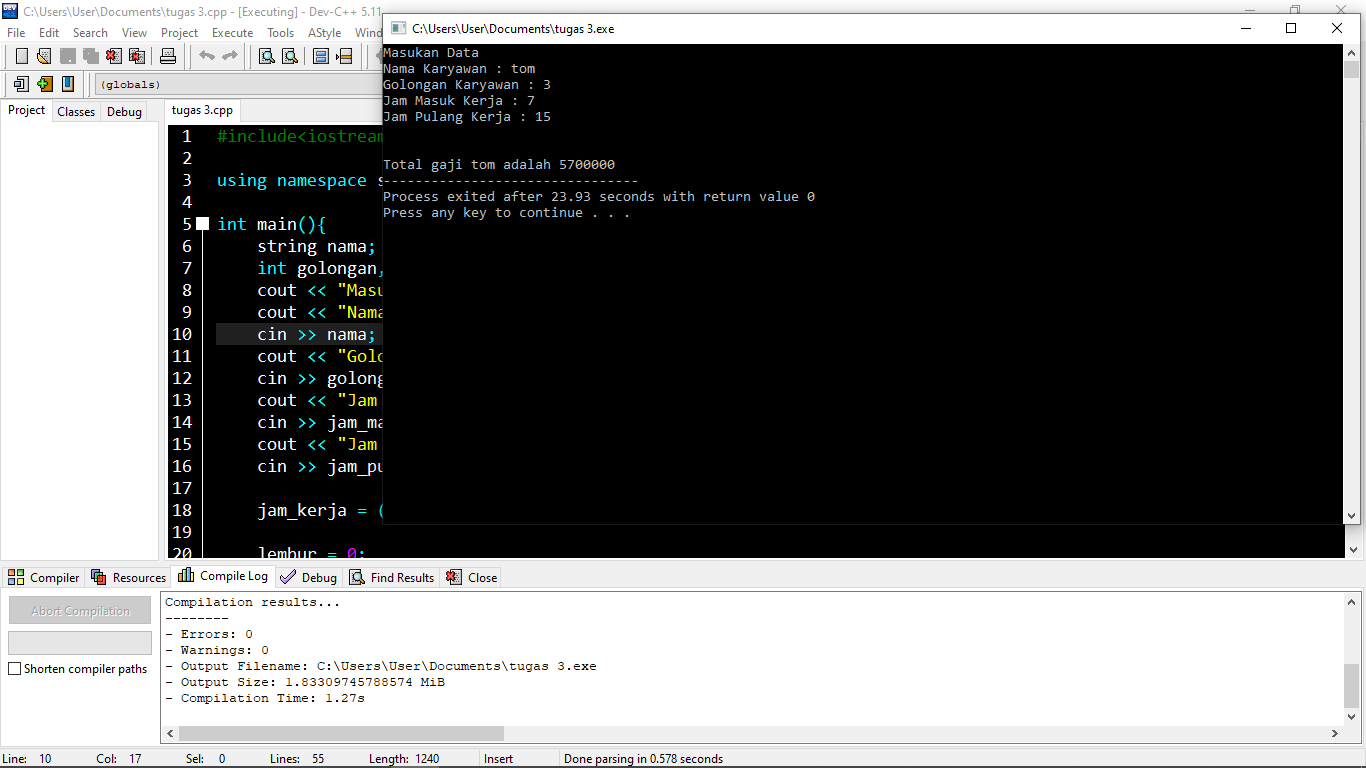 C:\Users\User\Documents\tugas 3.cpp - [Executing] - Dev-C++ 5.11
File Edit Search View Project Execute Tools AStyle Wind
(globals)
Project Classes Debug
tugas 3.cpp
1 #include<iostream
2
3 using namespace s
4
5 int main(){
6 string nama;
7 int golongan,
8 cout << "Masu
9 cout << "Nama
10 cin >> nama;
11 cout << "Golo
12 cin >> golong
13 cout << "Jam
14 cin >> jam_ma
15 cout << "Jam
16 cin >> jam_pu
17
18 jam_kerja = (
19
20 lembur = 0;
C:\Users\User\Documents\tugas 3.exe
Masukan Data
Nama Karyawan : tom
Golongan Karyawan : 3
Jam Masuk Kerja : 7
Jam Pulang Kerja : 15
Total gaji tom adalah 5700000
--------------------------------
Process exited after 23.93 seconds with return value 0
Press any key to continue . . .
Compiler Resources Compile Log Debug Find Results Close
Abort Compilation
Shorten compiler paths
Compilation results...
--------
- Errors: 0
- Warnings: 0
- Output Filename: C:\Users\User\Documents\tugas 3.exe
- Output Size: 1.83309745788574 MiB
- Compilation Time: 1.27s
Line: 10 Col: 17 Sel: 0 Lines: 55 Length: 1240 Insert Done parsing in 0.578 seconds